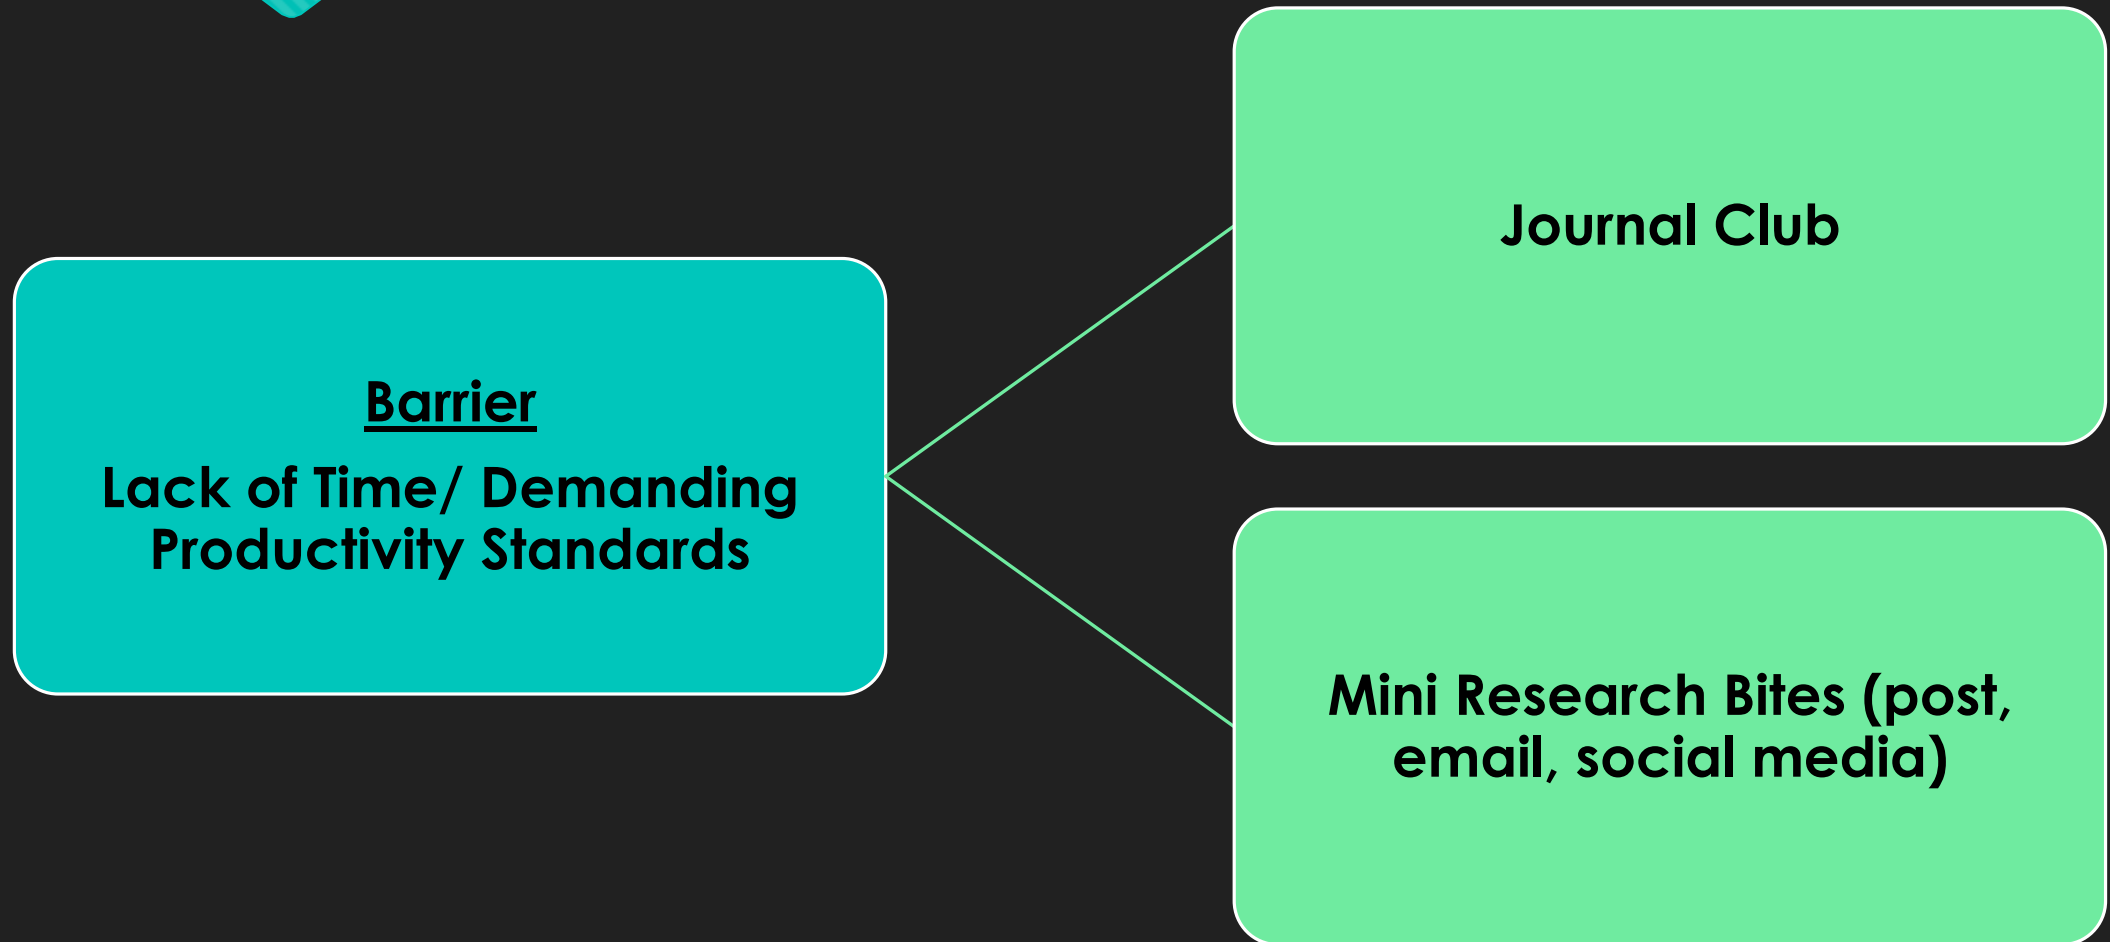 Barrier
Lack of Time/ Demanding
Productivity Standards
Journal Club
Mini Research Bites (post,
email, social media)